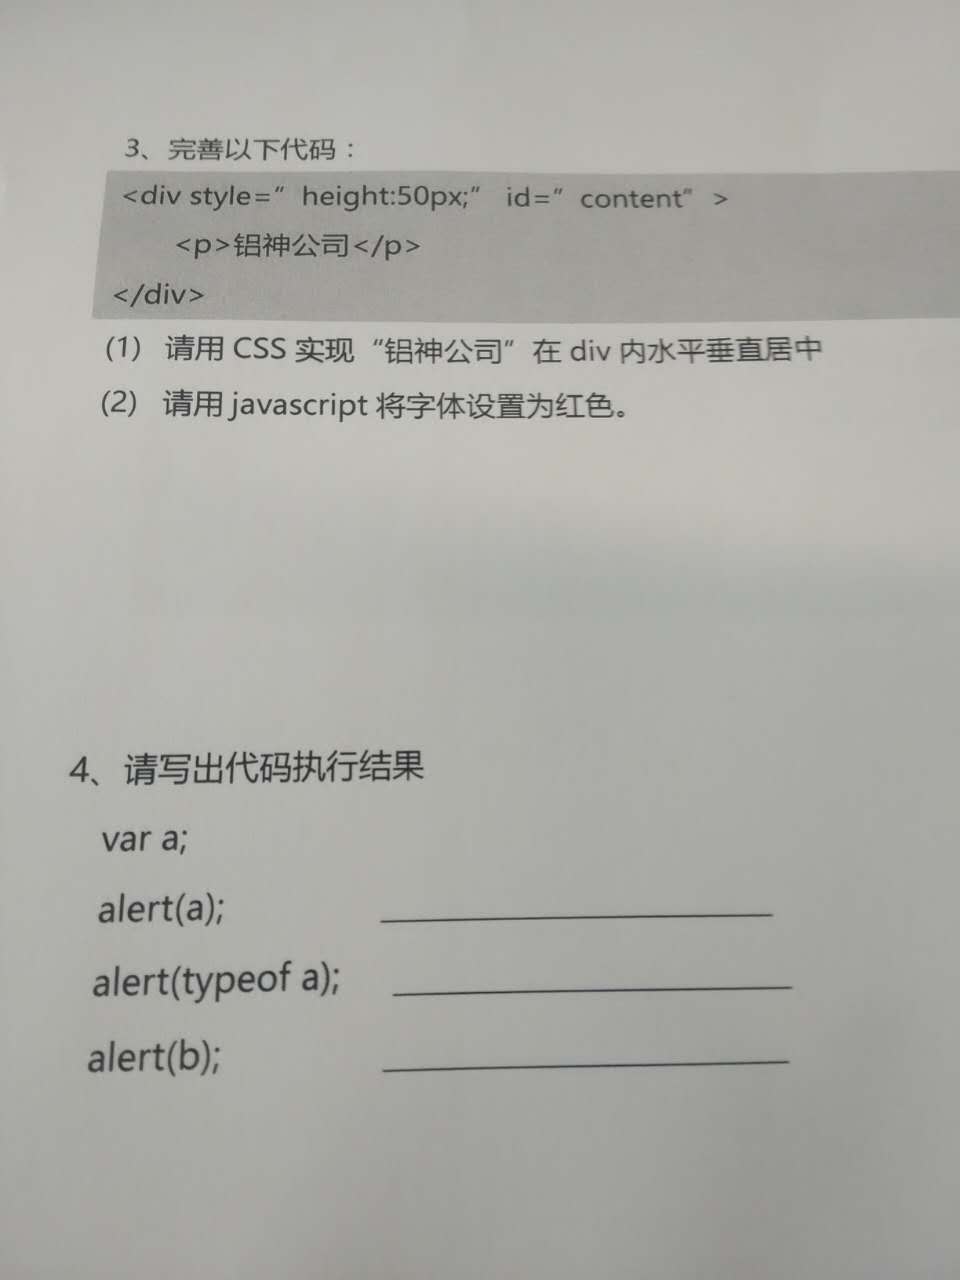 3、完善以下代码：
<div style=”height:50px;” id=”content”>
<p>铝神公司</p>
</div>
(1) 请用 CSS 实现“铝神公司”在 div 内水平垂直居中
(2) 请用 javascript 将字体设置为红色。
4、请写出代码执行结果
var a;
alert(a);
alert(typeof a);
alert(b);